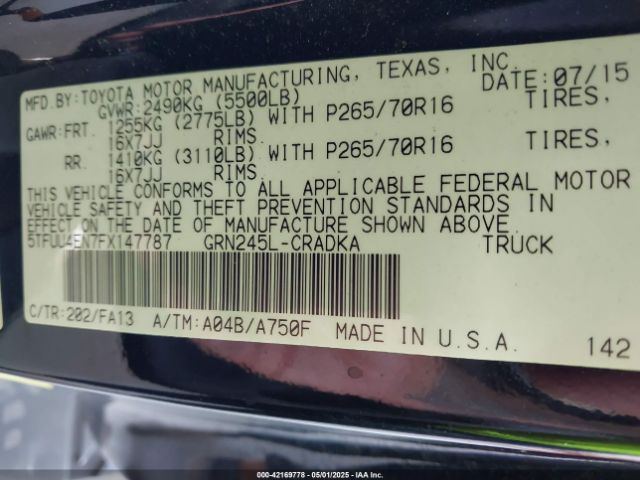 MFD.BY:TOYOTA MOTOR MANUFACTURING, TEXAS, INC. DATE:07/15
GVWR:2490KG (5500LB)
GAWR:FRT. 1255KG (2775LB) WITH P265/70R16 TIRES,
16X7JJ RIMS
RR. 1410KG (3110LB) WITH P265/70R16 TIRES,
16X7JJ RIMS
THIS VEHICLE CONFORMS TO ALL APPLICABLE FEDERAL MOTOR
VEHICLE SAFETY AND THEFT PREVENTION STANDARDS IN
EFFECT ON THE DATE OF MANUFACTURE SHOWN ABOVE.
5TFUU4EN7FX147787 GRN245L-CRADKA TRUCK
C/TR:202/FA13 A/TM:A04B/A750F MADE IN U.S.A. 142
000-42169778 - 05/01/2025 - IAA Inc.